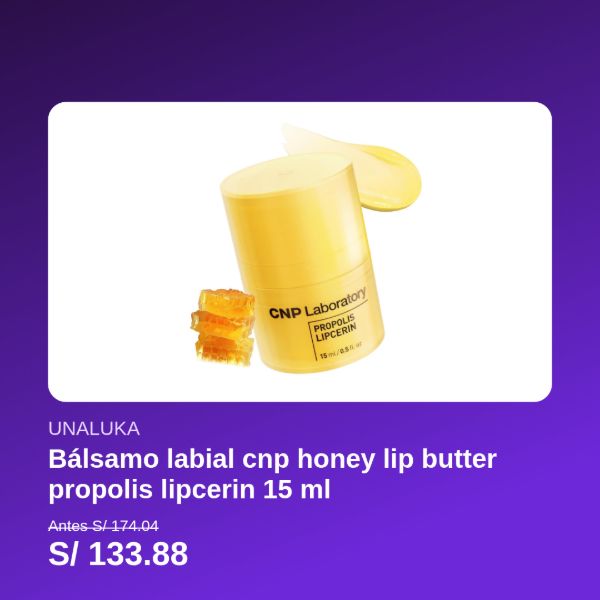 CNP Laboratory
PROPOLIS
LIPCERIN
15 ml / 0.5 fl. oz
UNALUKA
Bálsamo labial cnp honey lip butter
propolis lipcerin 15 ml
Antes S/ 174.04
S/ 133.88